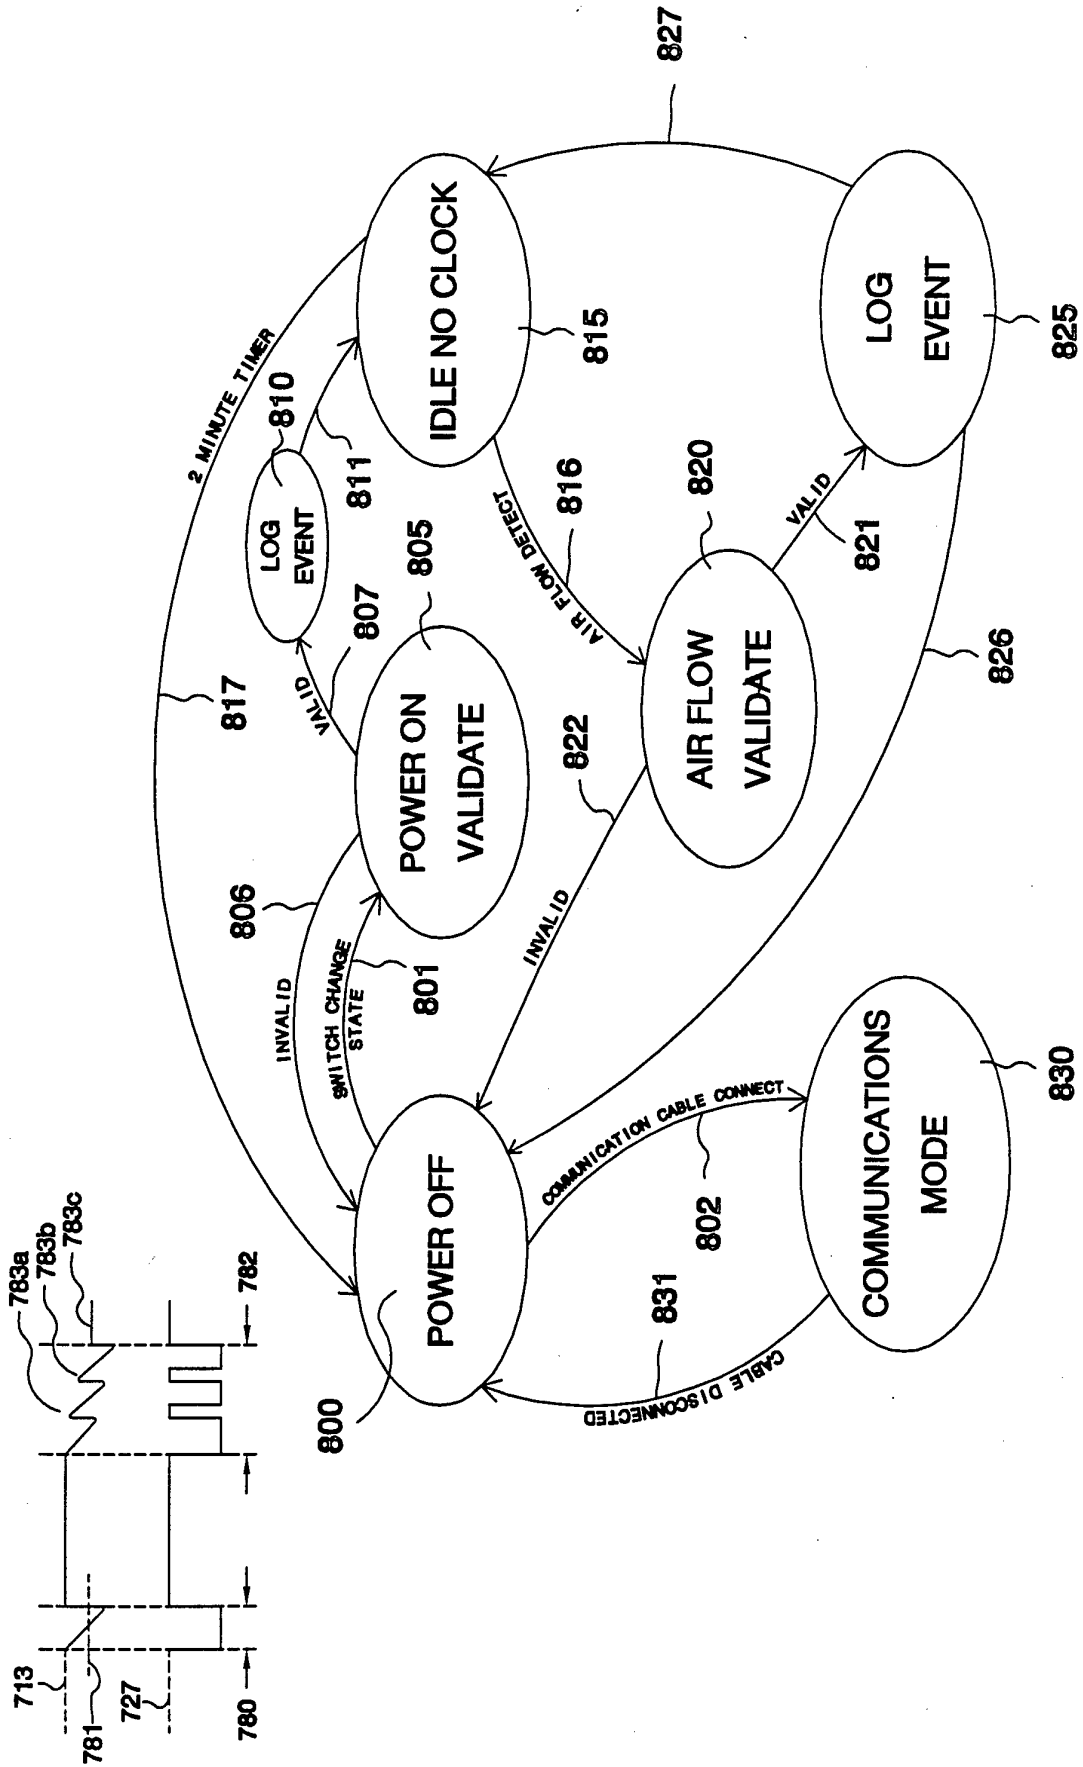 713
781
727
780
783a
783b
783c
782
2 MINUTE TIMER
817
LOG
EVENT
810
811
VALID
807
POWER ON
VALIDATE
805
INVALID
806
SWITCH CHANGE
STATE
801
POWER OFF
800
IDLE NO CLOCK
815
827
AIR FLOW DETECT
816
AIR FLOW
VALIDATE
820
VALID
821
INVALID
822
LOG
EVENT
825
826
COMMUNICATION CABLE CONNECT
802
COMMUNICATIONS
MODE
830
CABLE DISCONNECTED
831